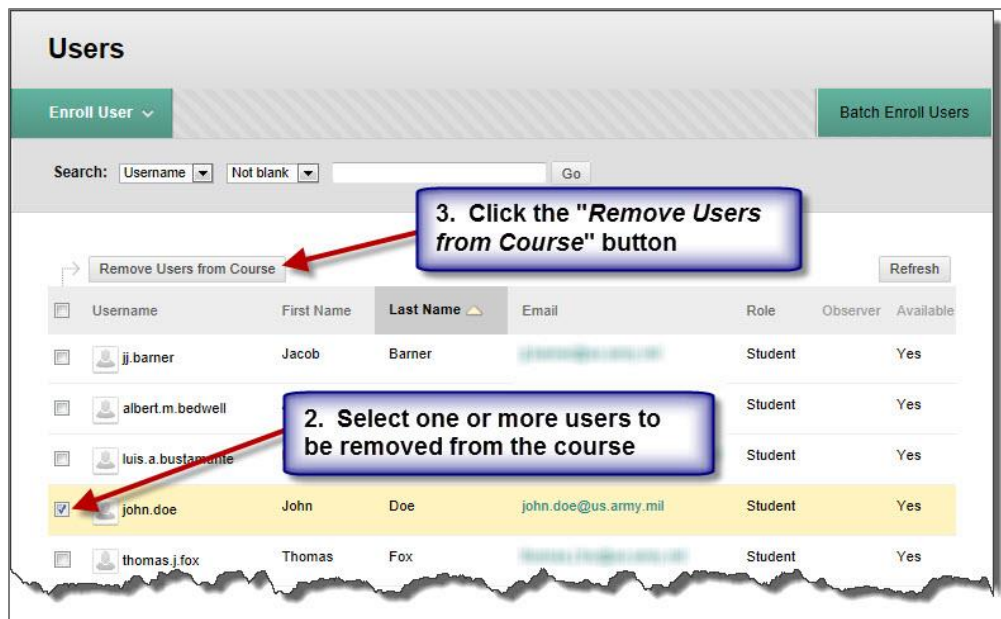 Users
Enroll User
Batch Enroll Users
Search: Username Not blank Go
3. Click the "Remove Users
from Course" button
Remove Users from Course
Refresh
Username First Name Last Name Email Role Observer Available
jj.barner Jacob Barner Student Yes
albert.m.bedwell Student Yes
2. Select one or more users to
be removed from the course
luis.a.bustamante Student Yes
john.doe John Doe john.doe@us.army.mil Student Yes
thomas.j.fox Thomas Fox Student Yes